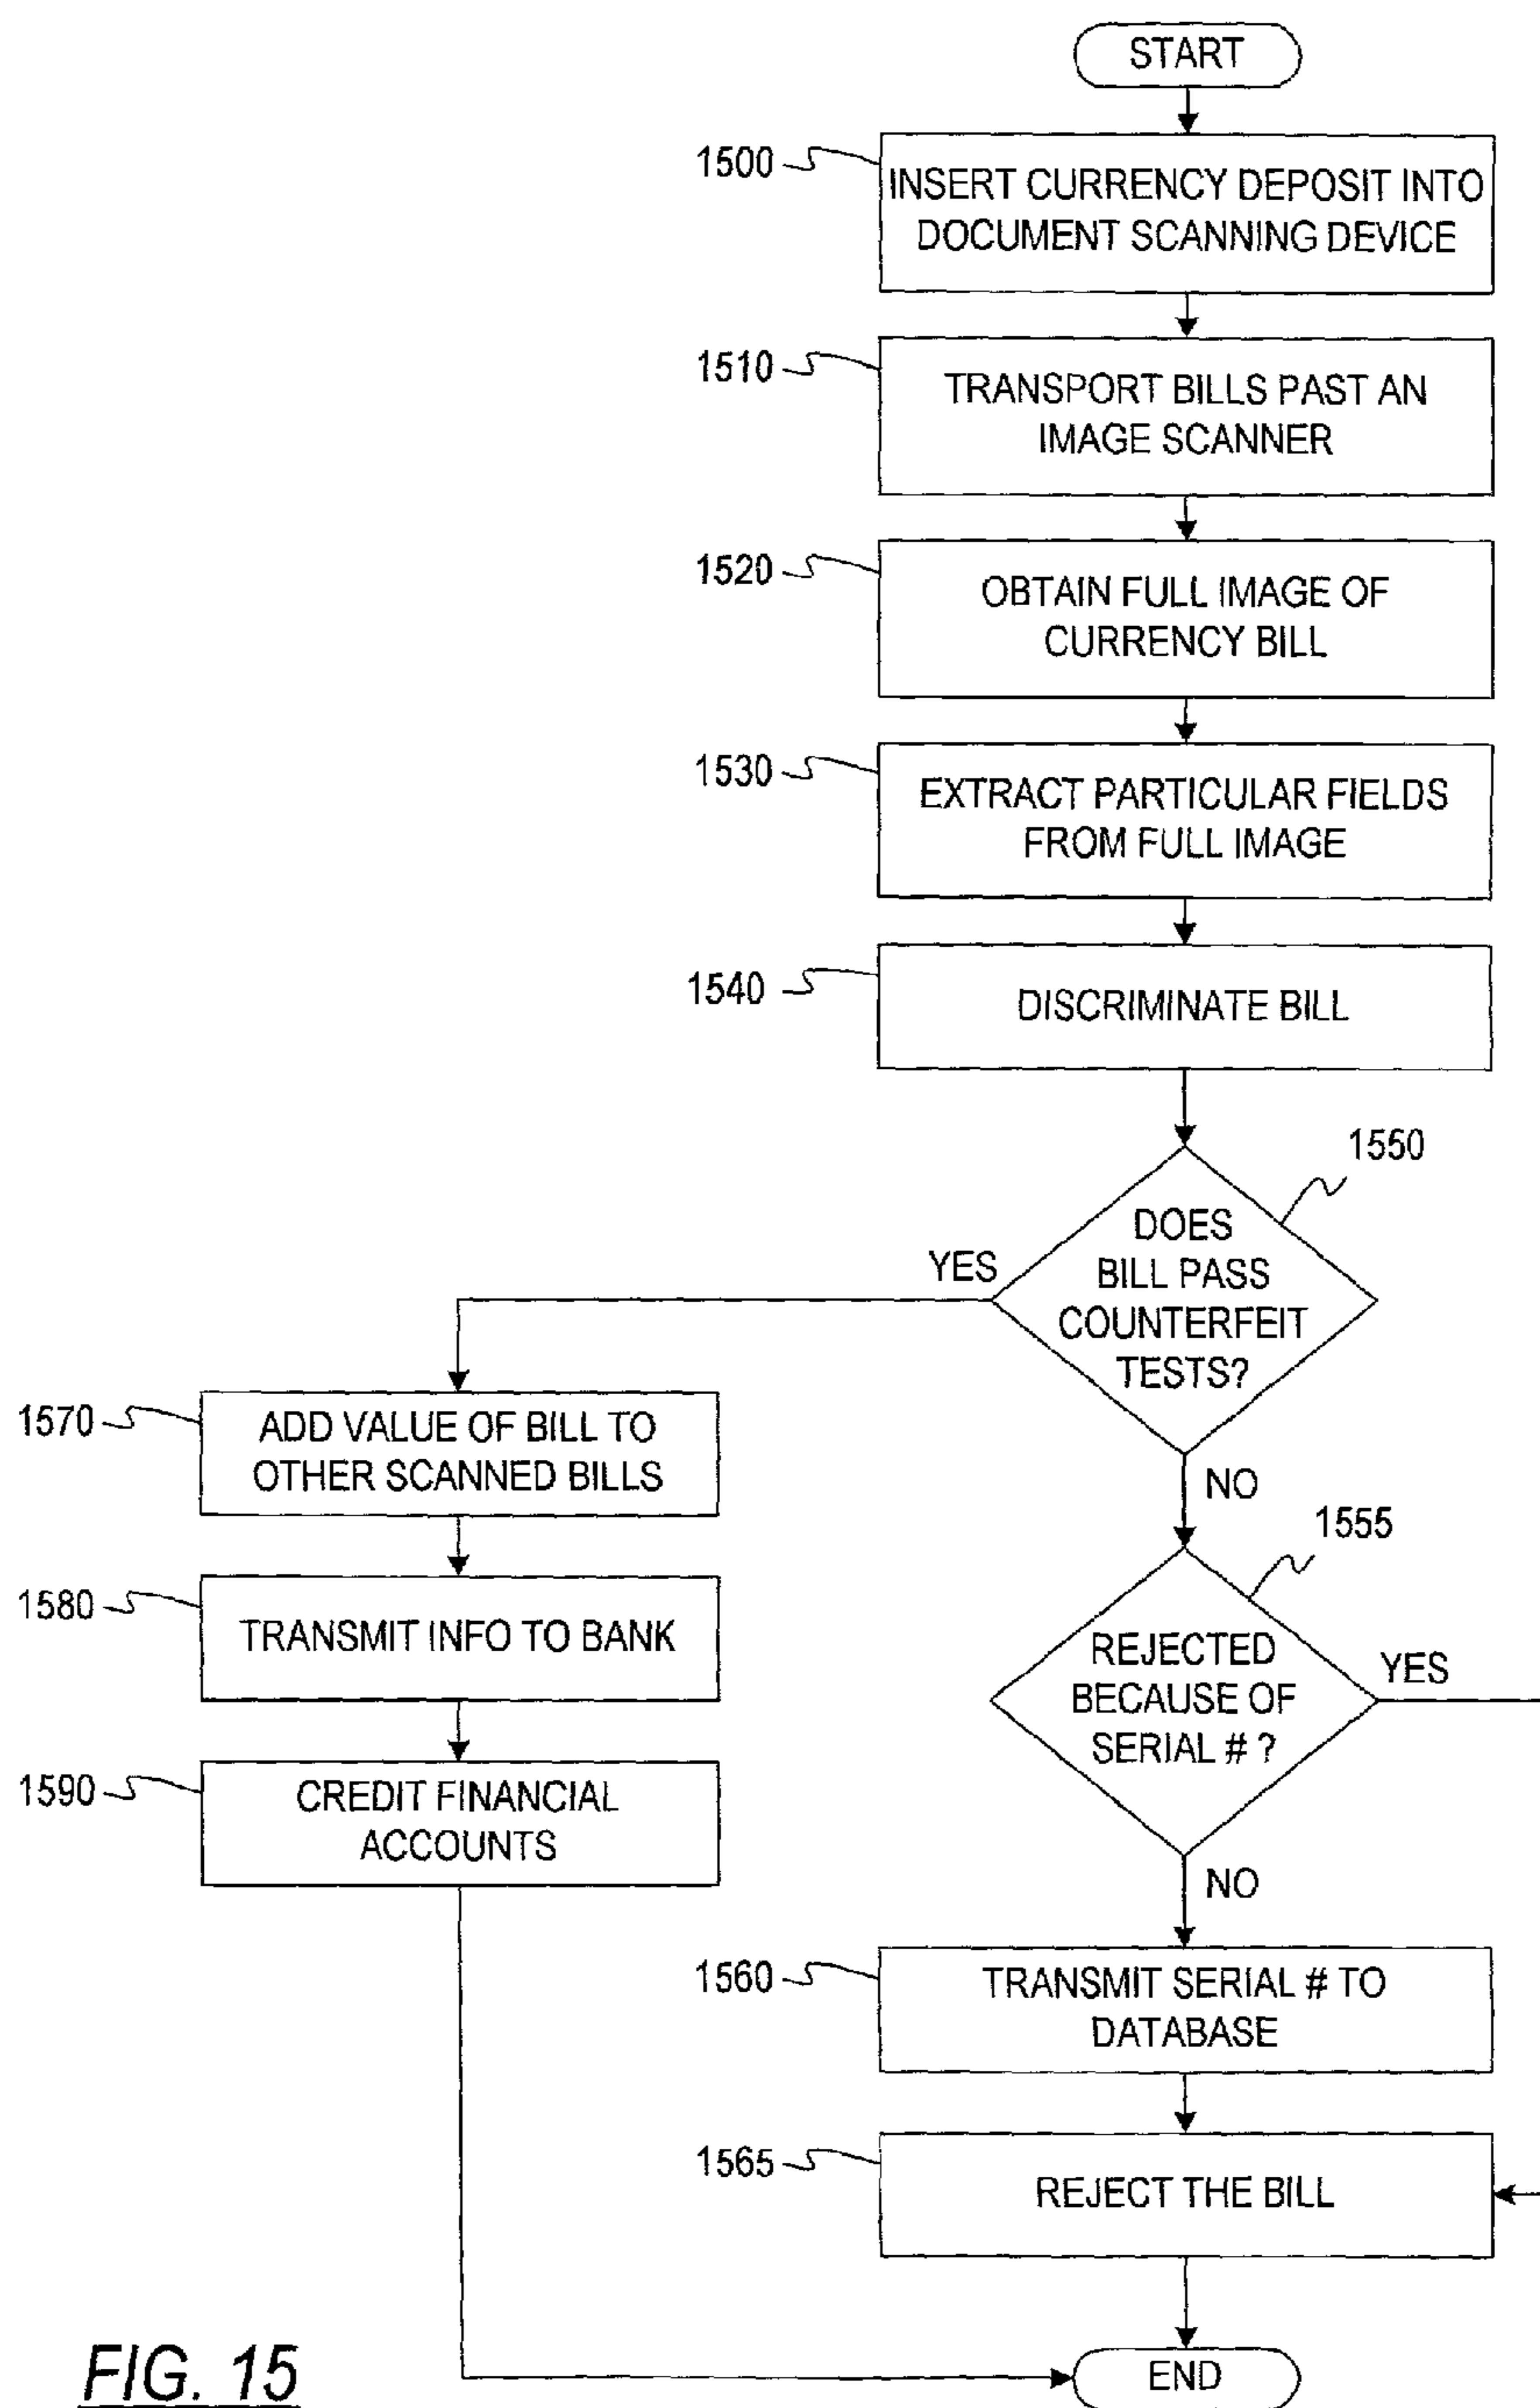 START
1500
INSERT CURRENCY DEPOSIT INTO
DOCUMENT SCANNING DEVICE
1510
TRANSPORT BILLS PAST AN
IMAGE SCANNER
1520
OBTAIN FULL IMAGE OF
CURRENCY BILL
1530
EXTRACT PARTICULAR FIELDS
FROM FULL IMAGE
1540
DISCRIMINATE BILL
1550
DOES
BILL PASS
COUNTERFEIT
TESTS?
YES
NO
1570
ADD VALUE OF BILL TO
OTHER SCANNED BILLS
1580
TRANSMIT INFO TO BANK
1590
CREDIT FINANCIAL
ACCOUNTS
1555
REJECTED
BECAUSE OF
SERIAL # ?
YES
NO
1560
TRANSMIT SERIAL # TO
DATABASE
1565
REJECT THE BILL
END
FIG. 15